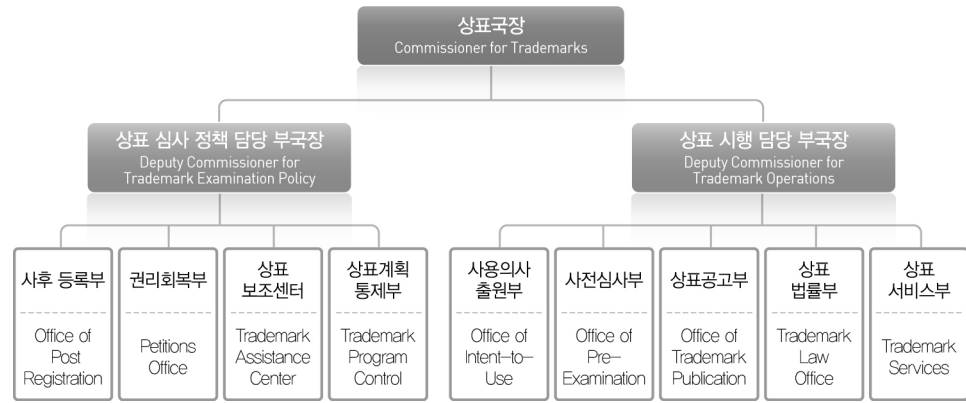 상표국장
Commissioner for Trademarks
상표 심사 정책 담당 부국장
Deputy Commissioner for
Trademark Examination Policy
상표 시행 담당 부국장
Deputy Commissioner for
Trademark Operations
사후 등록부
Office of
Post
Registration
권리회복부
Petitions
Office
상표
보조센터
Trademark
Assistance
Center
상표계획
통제부
Trademark
Program
Control
사용의사
출원부
Office of
Intent-to-
Use
사전심사부
Office of
Pre-
Examination
상표공고부
Office of
Trademark
Publication
상표
법률부
Trademark
Law
Office
상표
서비스부
Trademark
Services